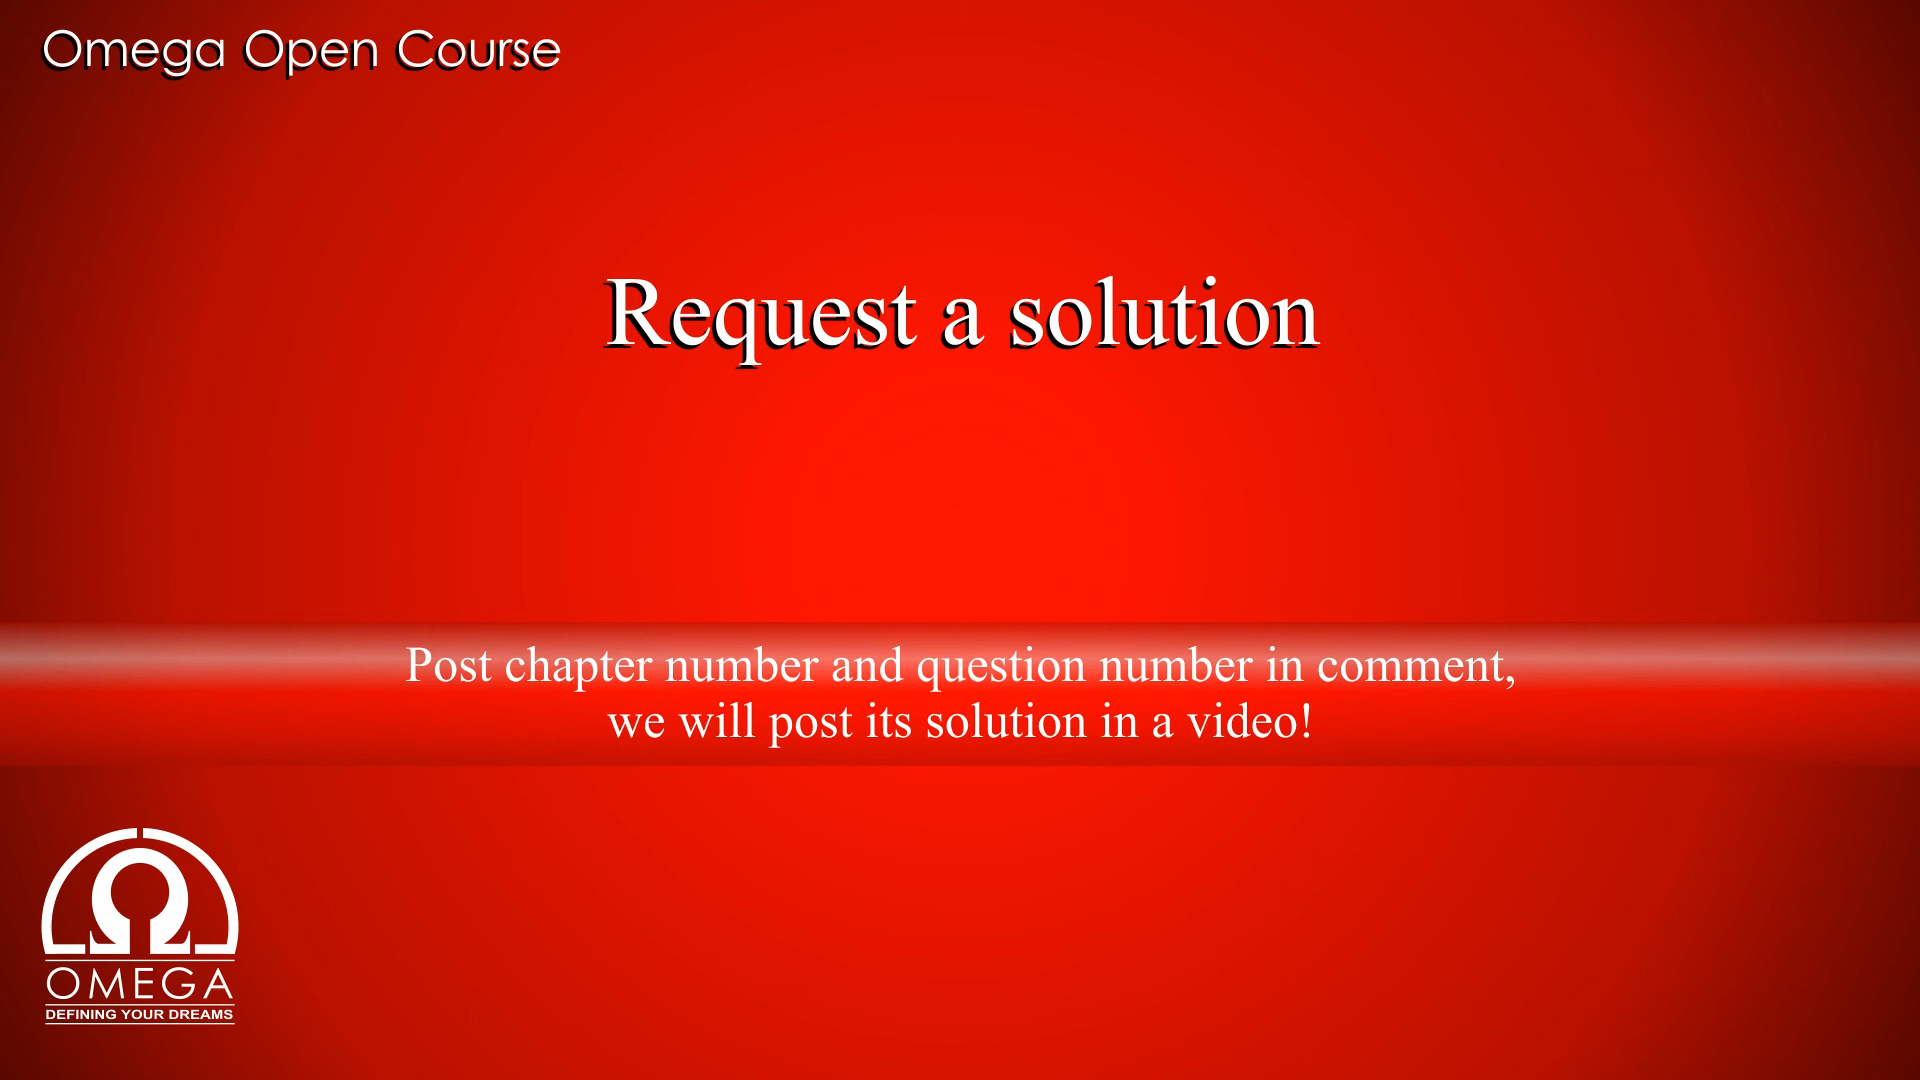 Omega Open Course
Request a solution
Post chapter number and question number in comment,
we will post its solution in a video!
OMEGA
DEFINING YOUR DREAMS